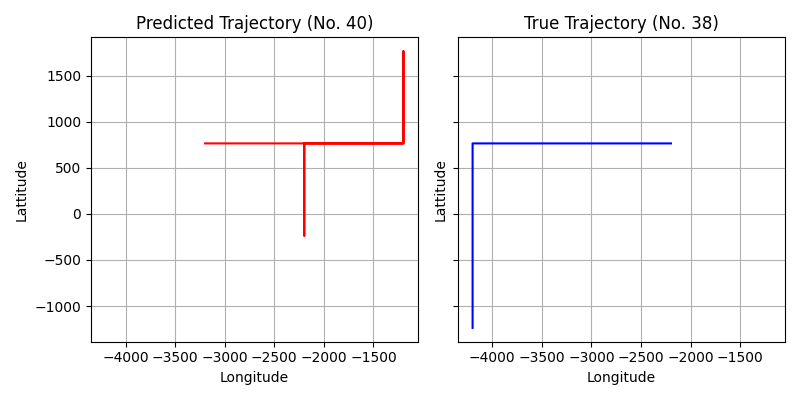 Predicted Trajectory (No. 40)
True Trajectory (No. 38)
Lattitude
1500
1000
500
0
−500
−1000
−4000 −3500 −3000 −2500 −2000 −1500
Longitude
Lattitude
−4000 −3500 −3000 −2500 −2000 −1500
Longitude